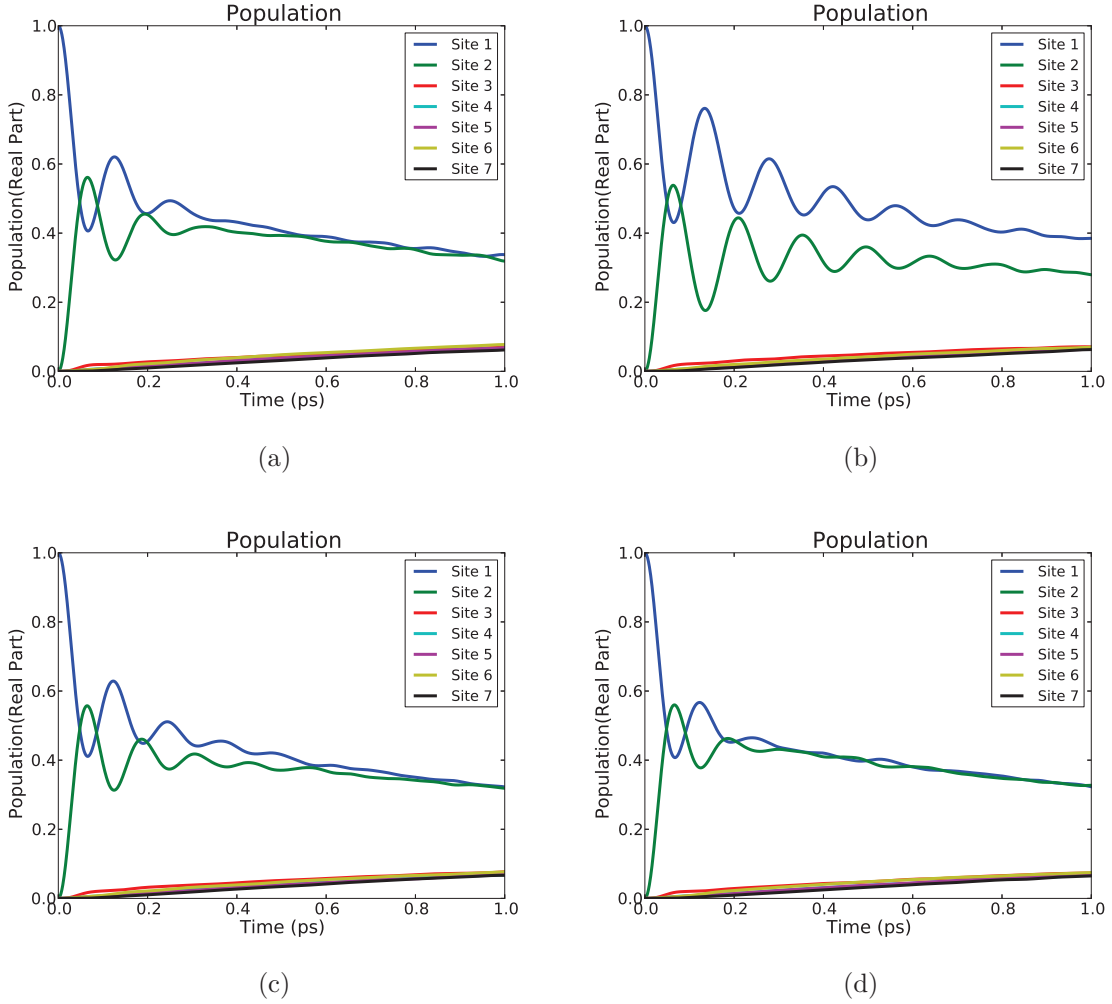 Population
Population(Real Part)
1.0
0.8
0.6
0.4
0.2
0.0
Site 1
Site 2
Site 3
Site 4
Site 5
Site 6
Site 7
0.0 0.2 0.4 0.6 0.8 1.0
Time (ps)
(a)
Population
Population(Real Part)
1.0
0.8
0.6
0.4
0.2
0.0
Site 1
Site 2
Site 3
Site 4
Site 5
Site 6
Site 7
0.0 0.2 0.4 0.6 0.8 1.0
Time (ps)
(b)
Population
Population(Real Part)
1.0
0.8
0.6
0.4
0.2
0.0
Site 1
Site 2
Site 3
Site 4
Site 5
Site 6
Site 7
0.0 0.2 0.4 0.6 0.8 1.0
Time (ps)
(c)
Population
Population(Real Part)
1.0
0.8
0.6
0.4
0.2
0.0
Site 1
Site 2
Site 3
Site 4
Site 5
Site 6
Site 7
0.0 0.2 0.4 0.6 0.8 1.0
Time (ps)
(d)